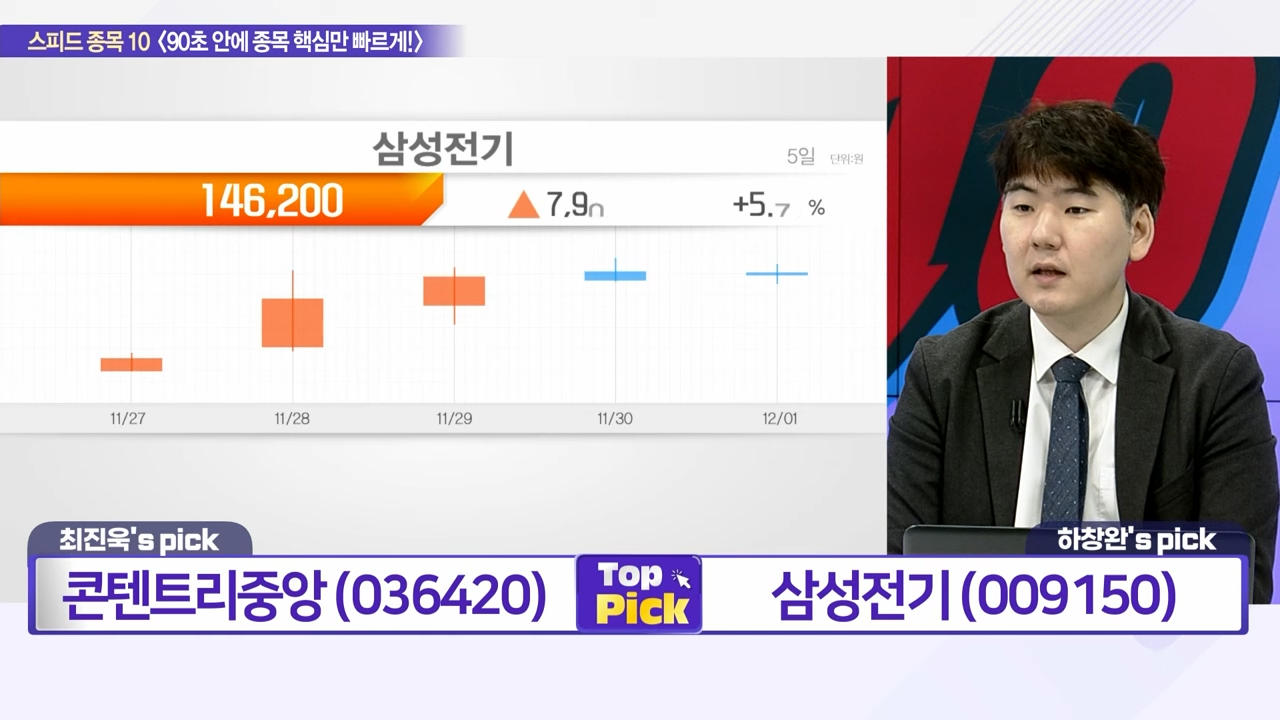 스피드 종목 10 〈90초 안에 종목 핵심만 빠르게!〉
삼성전기
5일 단위:원
146,200 ▲ 7,9 +5. %
11/27 11/28 11/29 11/30 12/01
최진욱's pick
콘텐트리중앙 (036420)
Top
Pick
하창완's pick
삼성전기 (009150)